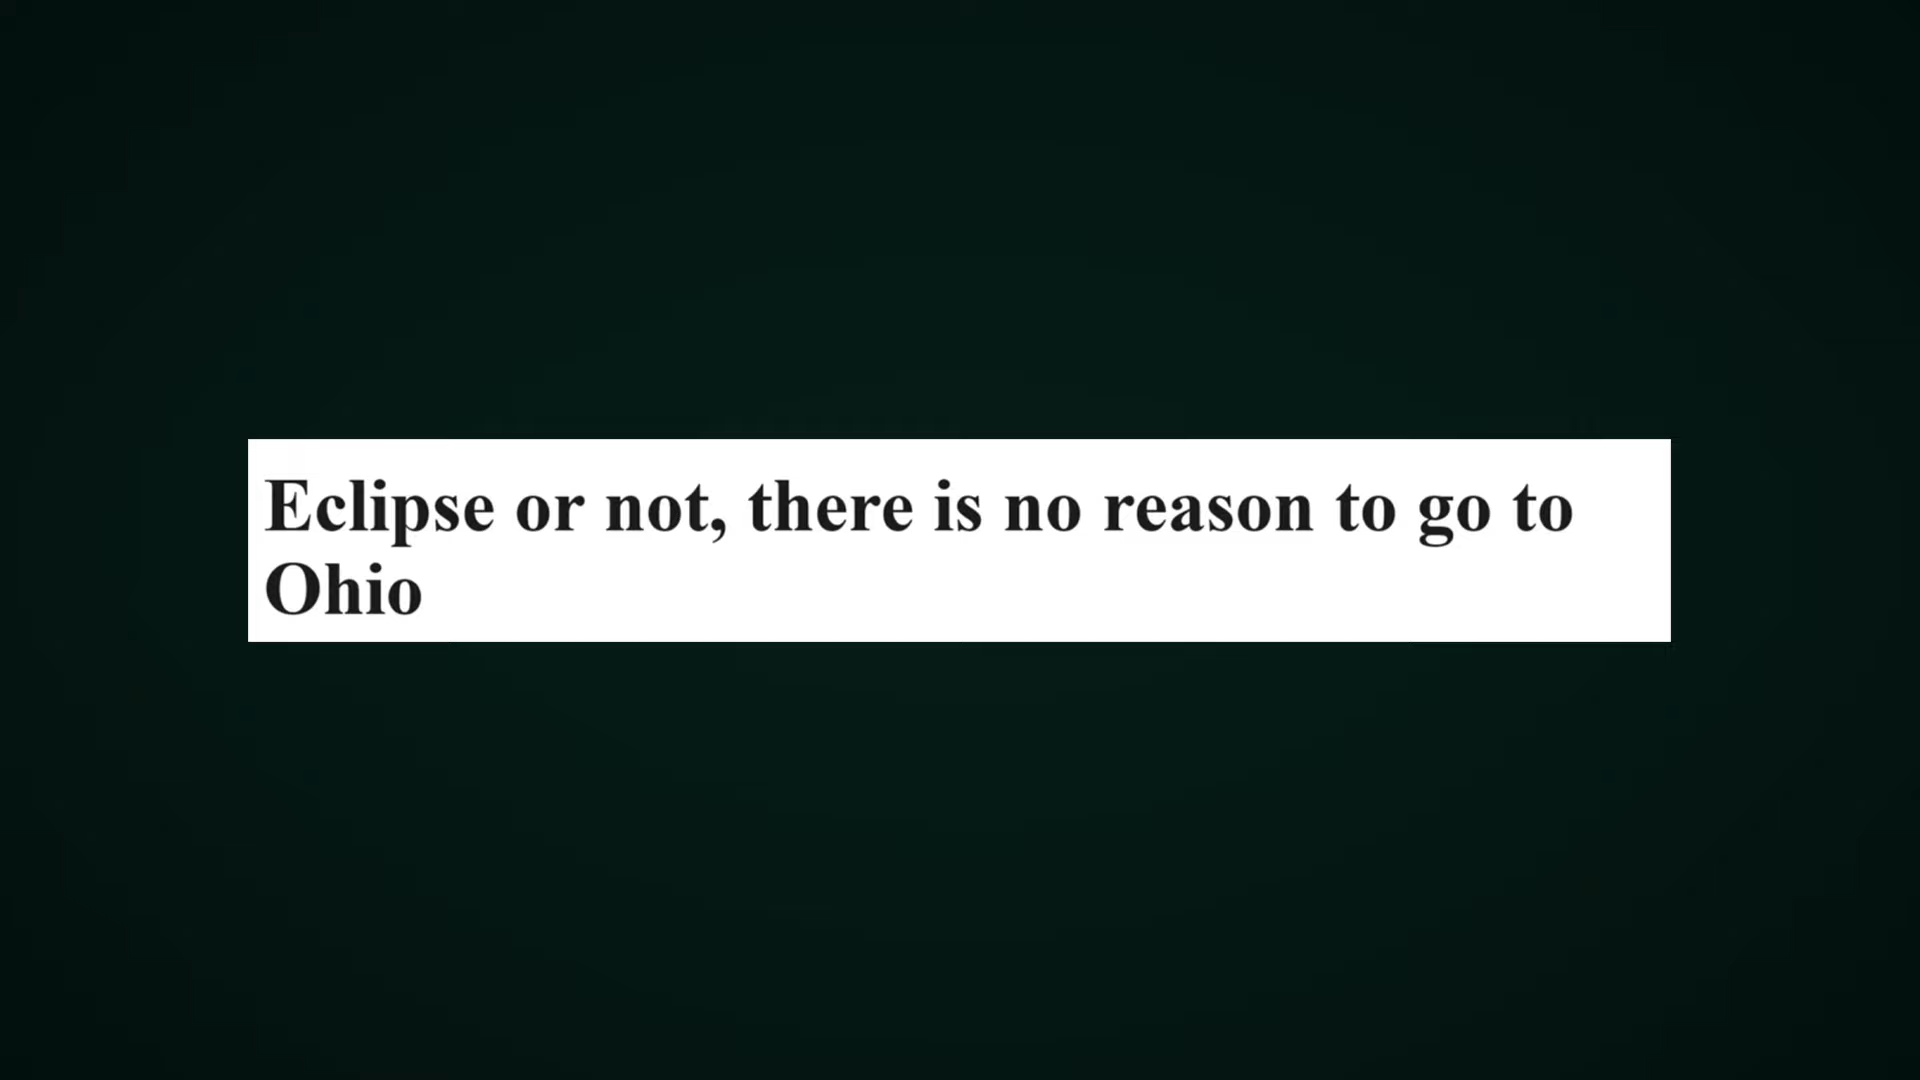 Eclipse or not, there is no reason to go to
Ohio